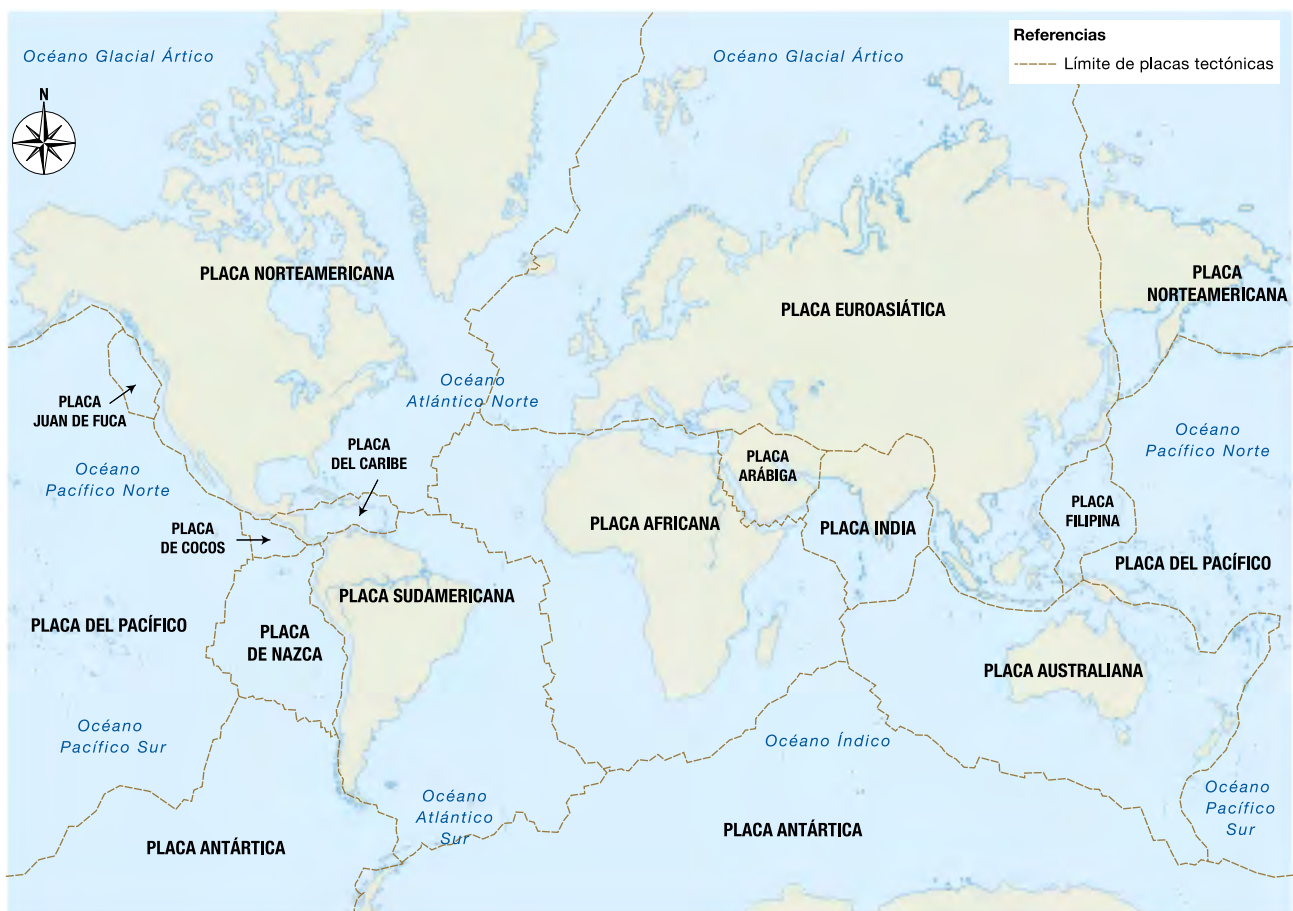 Océano Glacial Ártico
Océano Glacial Ártico
Referencias
Límite de placas tectónicas
N
PLACA NORTEAMERICANA
PLACA EUROASIÁTICA
PLACA
NORTEAMERICANA
PLACA
JUAN DE FUCA
Océano
Atlántico Norte
PLACA
DEL CARIBE
Océano
Pacífico Norte
PLACA
ARÁBIGA
Océano
Pacífico Norte
PLACA
DE COCOS
PLACA AFRICANA
PLACA INDIA
PLACA
FILIPINA
PLACA DEL PACÍFICO
PLACA SUDAMERICANA
PLACA DEL PACÍFICO
PLACA
DE NAZCA
PLACA AUSTRALIANA
Océano
Pacífico Sur
Océano Índico
Océano
Atlántico
Sur
Océano
Pacífico
Sur
PLACA ANTÁRTICA
PLACA ANTÁRTICA